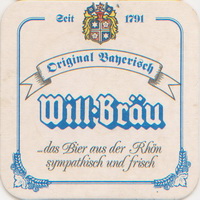 Seit 1791
Original Bayerisch
Will-Bräu
...das Bier aus der Rhön
sympathisch und frisch